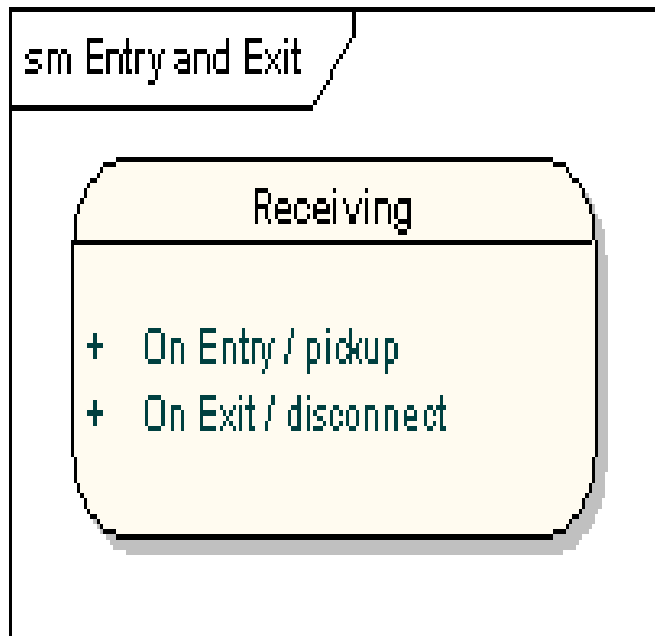 sm Entry and Exit
Receiving
+ On Entry / pickup
+ On Exit / disconnect